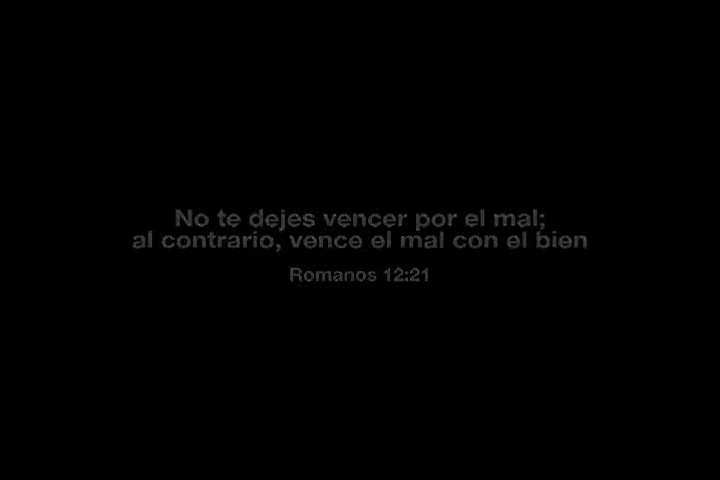 No te dejes vencer por el mal;
al contrario, vence el mal con el bien
Romanos 12:21